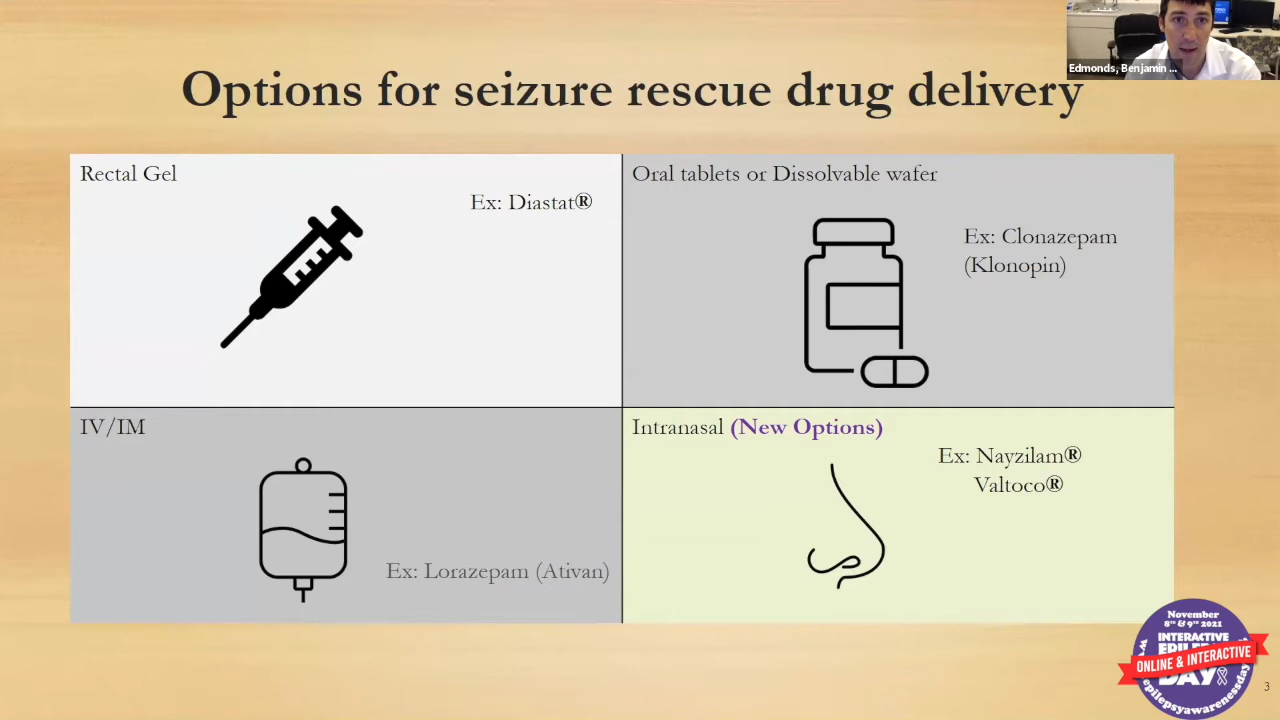 Edmonds, Benjamin ...
Options for seizure rescue drug delivery
Rectal Gel
Ex: Diastat®
Oral tablets or Dissolvable wafer
Ex: Clonazepam
(Klonopin)
IV/IM
Ex: Lorazepam (Ativan)
Intranasal (New Options)
Ex: Nayzilam®
Valtoco®
November
8TH & 9TH 2021
INTERACTIVE
ONLINE & INTERACTIVE
DAY
epilepsyawarenessday
3